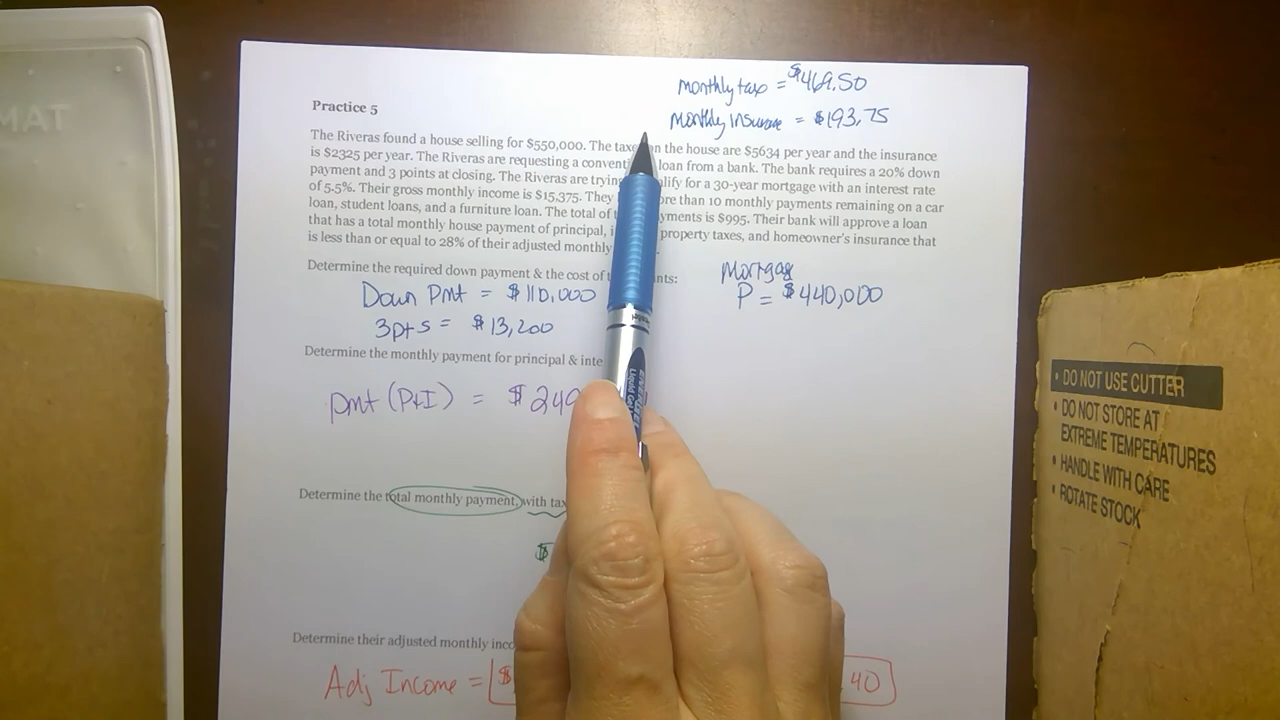 monthly tax = $469.50
Practice 5
monthly insurance = $193.75
The Riveras found a house selling for $550,000. The taxe on the house are $5634 per year and the insurance
is $2325 per year. The Riveras are requesting a conventi loan from a bank. The bank requires a 20% down
payment and 3 points at closing. The Riveras are trying alify for a 30-year mortgage with an interest rate
of 5.5%. Their gross monthly income is $15,375. They ore than 10 monthly payments remaining on a car
loan, student loans, and a furniture loan. The total of t yments is $995. Their bank will approve a loan
that has a total monthly house payment of principal, i property taxes, and homeowner's insurance that
is less than or equal to 28% of their adjusted monthly
Determine the required down payment & the cost of t nts:
Mortgag
Down Pmt = $110,000
P = $440,000
3pts = $13,200
Determine the monthly payment for principal & inte
pmt (P+I) = $249
Determine the total monthly payment, with tax
$
Determine their adjusted monthly inco
Adj Income = $ 40
MAT
• DO NOT USE CUTTER
• DO NOT STORE AT
EXTREME TEMPERATURES
• HANDLE WITH CARE
• ROTATE STOCK